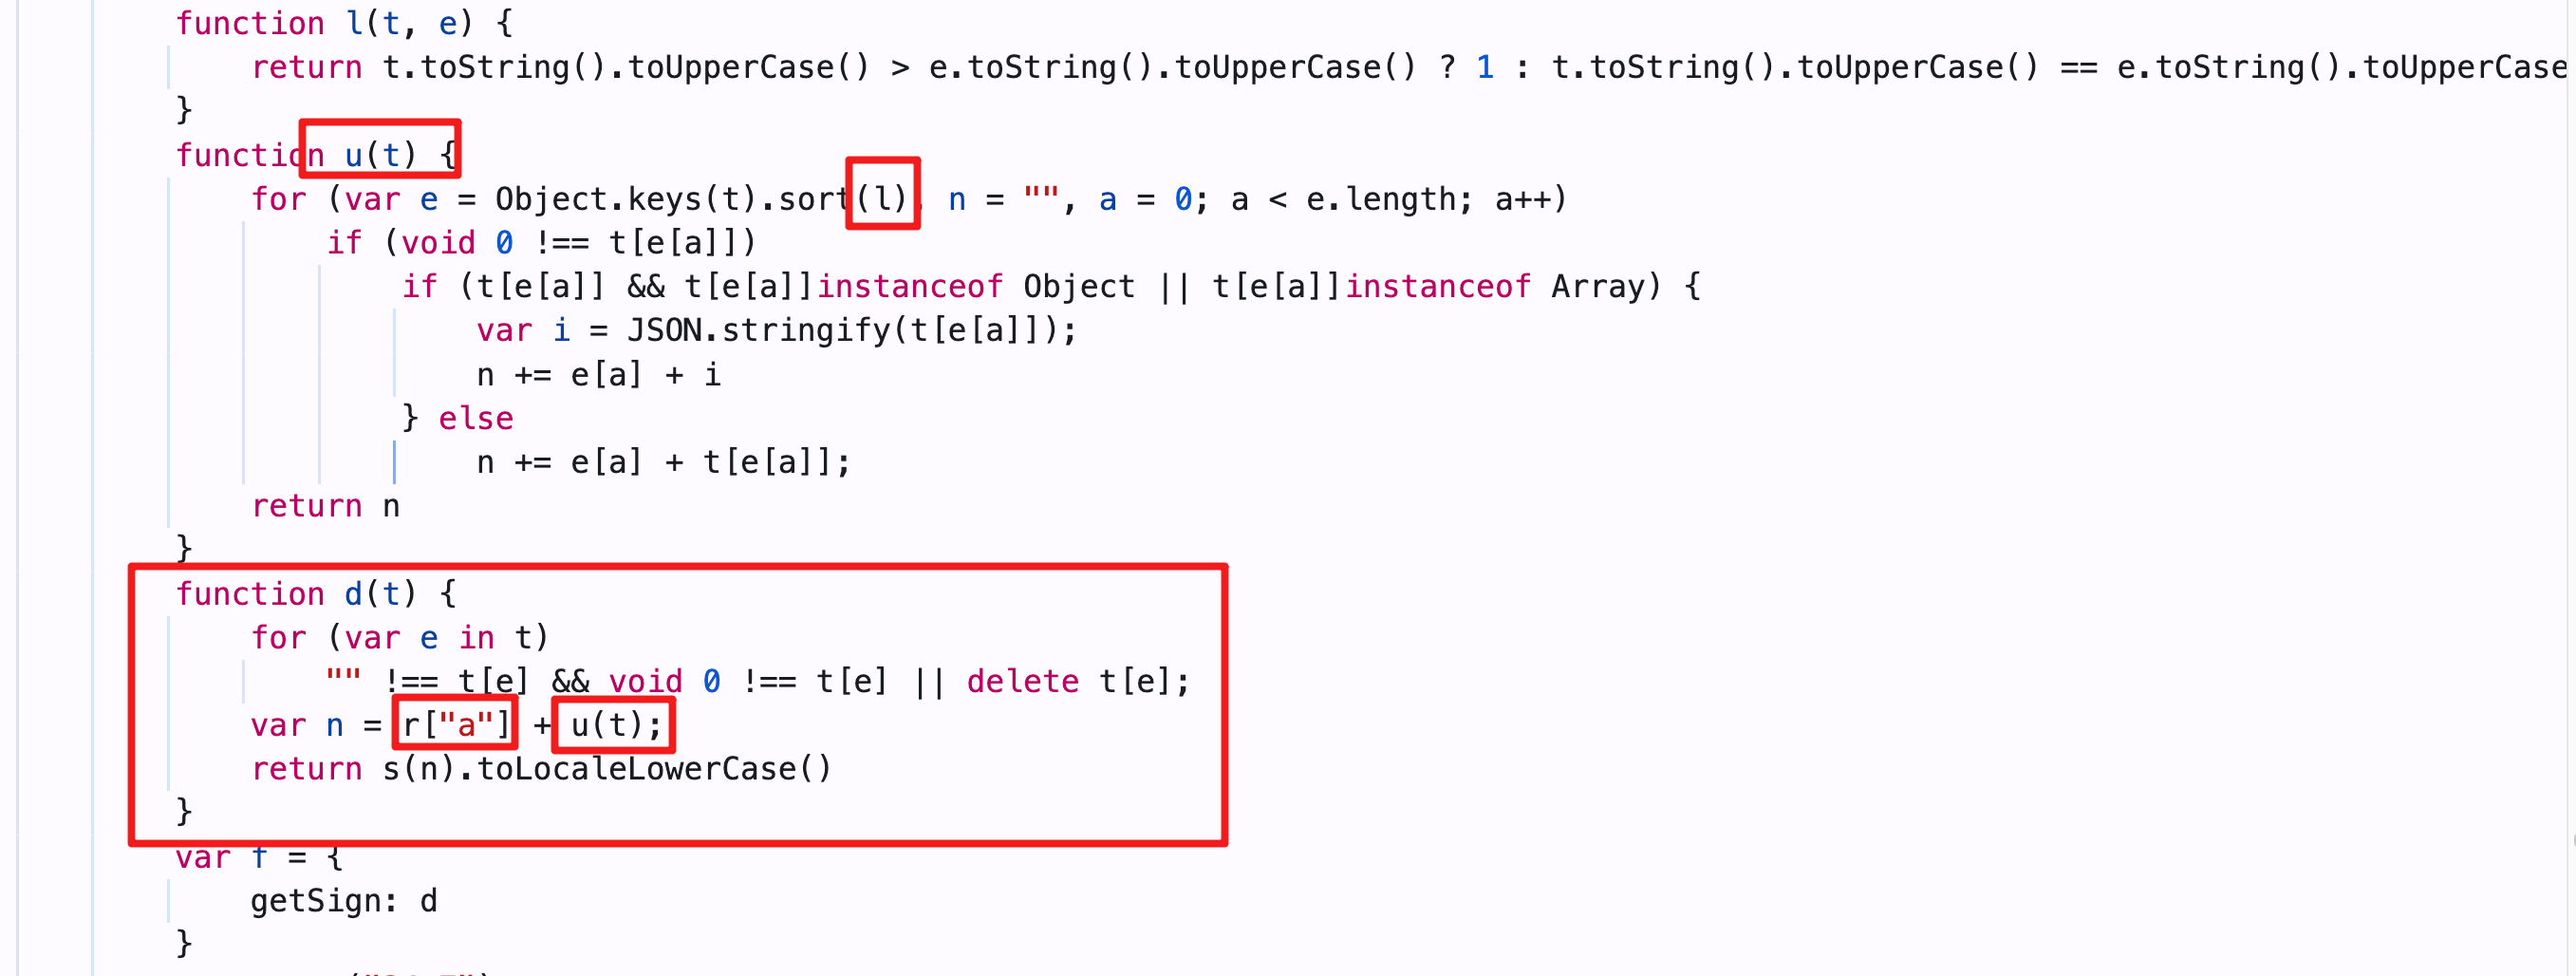 function l(t, e) {
return t.toString().toUpperCase() > e.toString().toUpperCase() ? 1 : t.toString().toUpperCase() == e.toString().toUpperCase
}
function u(t) {
for (var e = Object.keys(t).sort(l), n = "", a = 0; a < e.length; a++)
if (void 0 !== t[e[a]])
if (t[e[a]] && t[e[a]]instanceof Object || t[e[a]]instanceof Array) {
var i = JSON.stringify(t[e[a]]);
n += e[a] + i
} else
n += e[a] + t[e[a]];
return n
}
function d(t) {
for (var e in t)
"" !== t[e] && void 0 !== t[e] || delete t[e];
var n = r["a"] + u(t);
return s(n).toLocaleLowerCase()
}
var f = {
getSign: d
}